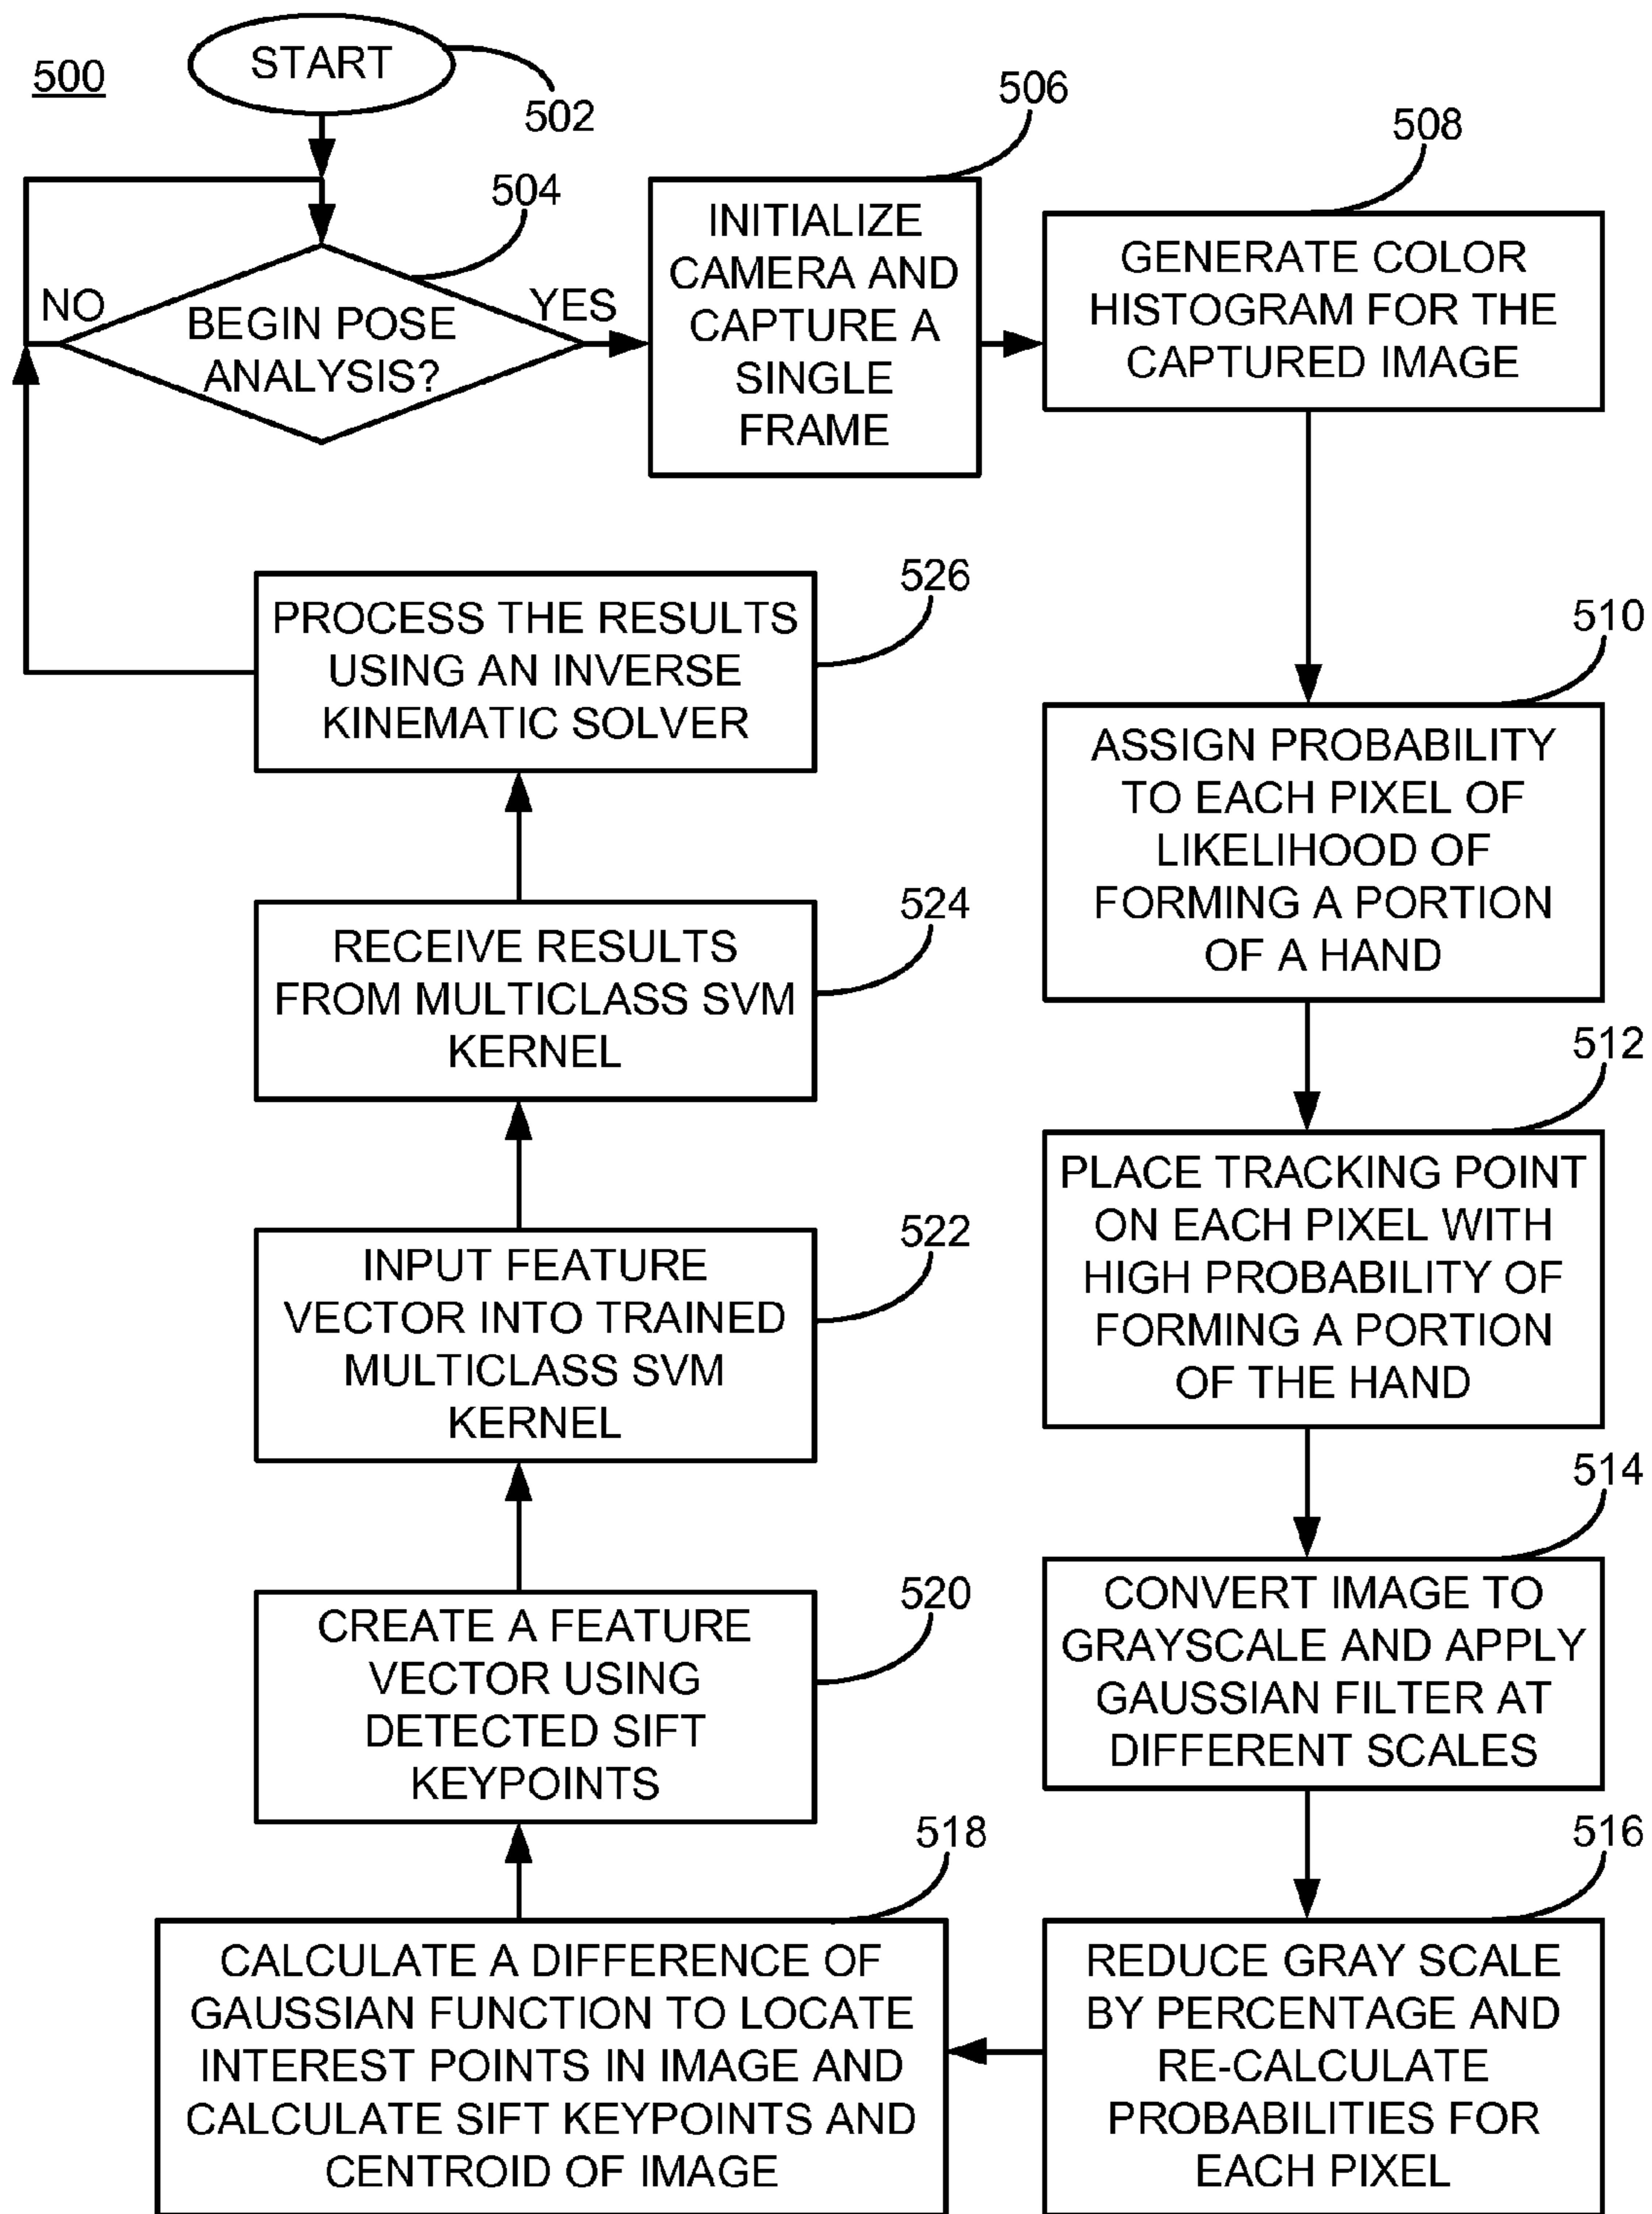 500
START
502
504
BEGIN POSE
ANALYSIS?
NO
YES
506
INITIALIZE
CAMERA AND
CAPTURE A
SINGLE
FRAME
508
GENERATE COLOR
HISTOGRAM FOR THE
CAPTURED IMAGE
510
ASSIGN PROBABILITY
TO EACH PIXEL OF
LIKELIHOOD OF
FORMING A PORTION
OF A HAND
512
PLACE TRACKING POINT
ON EACH PIXEL WITH
HIGH PROBABILITY OF
FORMING A PORTION
OF THE HAND
514
CONVERT IMAGE TO
GRAYSCALE AND APPLY
GAUSSIAN FILTER AT
DIFFERENT SCALES
516
REDUCE GRAY SCALE
BY PERCENTAGE AND
RE-CALCULATE
PROBABILITIES FOR
EACH PIXEL
518
CALCULATE A DIFFERENCE OF
GAUSSIAN FUNCTION TO LOCATE
INTEREST POINTS IN IMAGE AND
CALCULATE SIFT KEYPOINTS AND
CENTROID OF IMAGE
520
CREATE A FEATURE
VECTOR USING
DETECTED SIFT
KEYPOINTS
522
INPUT FEATURE
VECTOR INTO TRAINED
MULTICLASS SVM
KERNEL
524
RECEIVE RESULTS
FROM MULTICLASS SVM
KERNEL
526
PROCESS THE RESULTS
USING AN INVERSE
KINEMATIC SOLVER